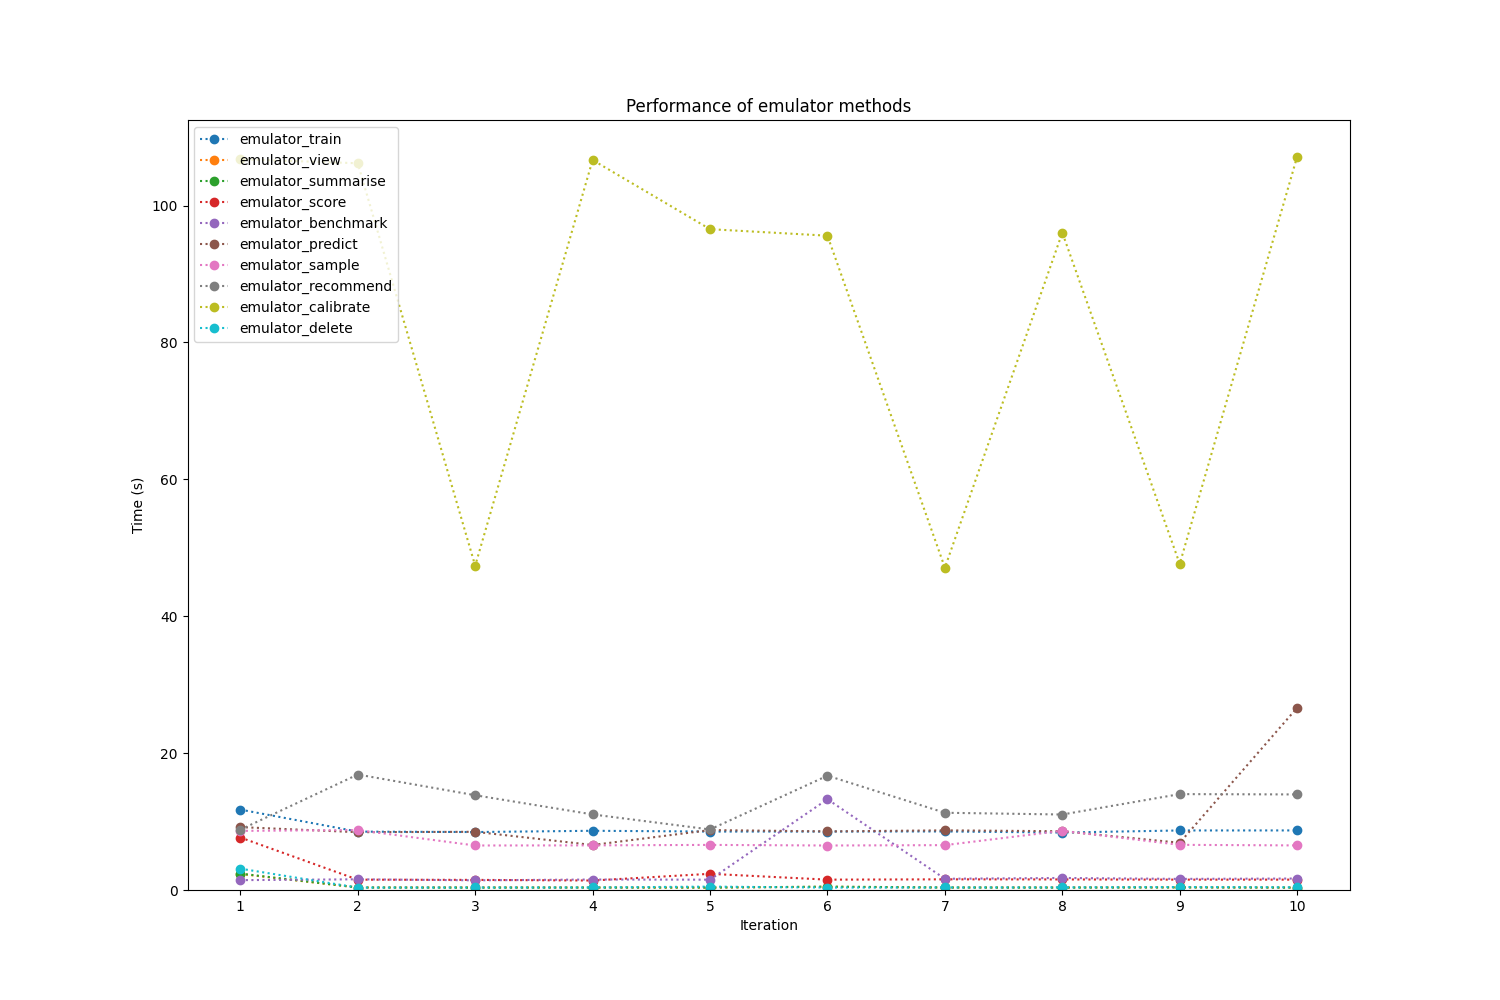 Performance of emulator methods
emulator_train
emulator_view
emulator_summarise
emulator_score
emulator_benchmark
emulator_predict
emulator_sample
emulator_recommend
emulator_calibrate
emulator_delete
100
80
60
40
20
0
Time (s)
1 2 3 4 5 6 7 8 9 10
Iteration